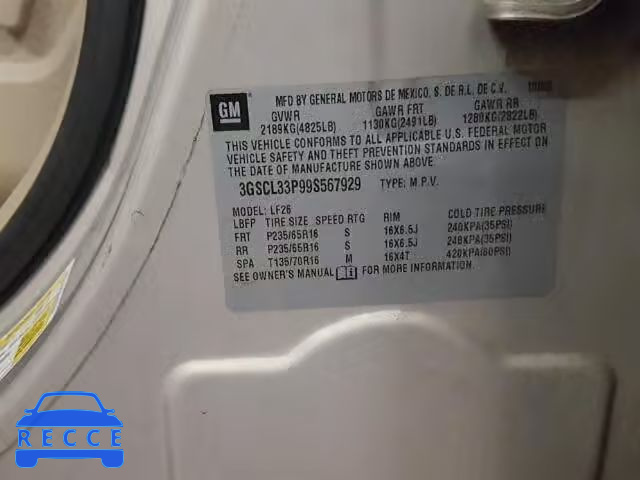 GM
MFD BY GENERAL MOTORS DE MEXICO, S. DE R.L. DE C.V.
GVWR GAWR FRT GAWR RR
2189KG(4825LB) 1130KG(2491LB) 1280KG(2822LB)
THIS VEHICLE CONFORMS TO ALL APPLICABLE U.S. FEDERAL MOTOR
VEHICLE SAFETY AND THEFT PREVENTION STANDARDS IN EFFECT ON
THE DATE OF MANUFACTURE SHOWN ABOVE.
3GSCL33P99S567929 TYPE: M.P.V.
MODEL: LF26
LBFP TIRE SIZE SPEED RTG RIM COLD TIRE PRESSURE
FRT P235/65R16 S 16X6.5J 240KPA(35PSI)
RR P235/65R16 S 16X6.5J 240KPA(35PSI)
SPA T135/70R16 M 16X4T 420KPA(60PSI)
SEE OWNER'S MANUAL FOR MORE INFORMATION.
RECCE